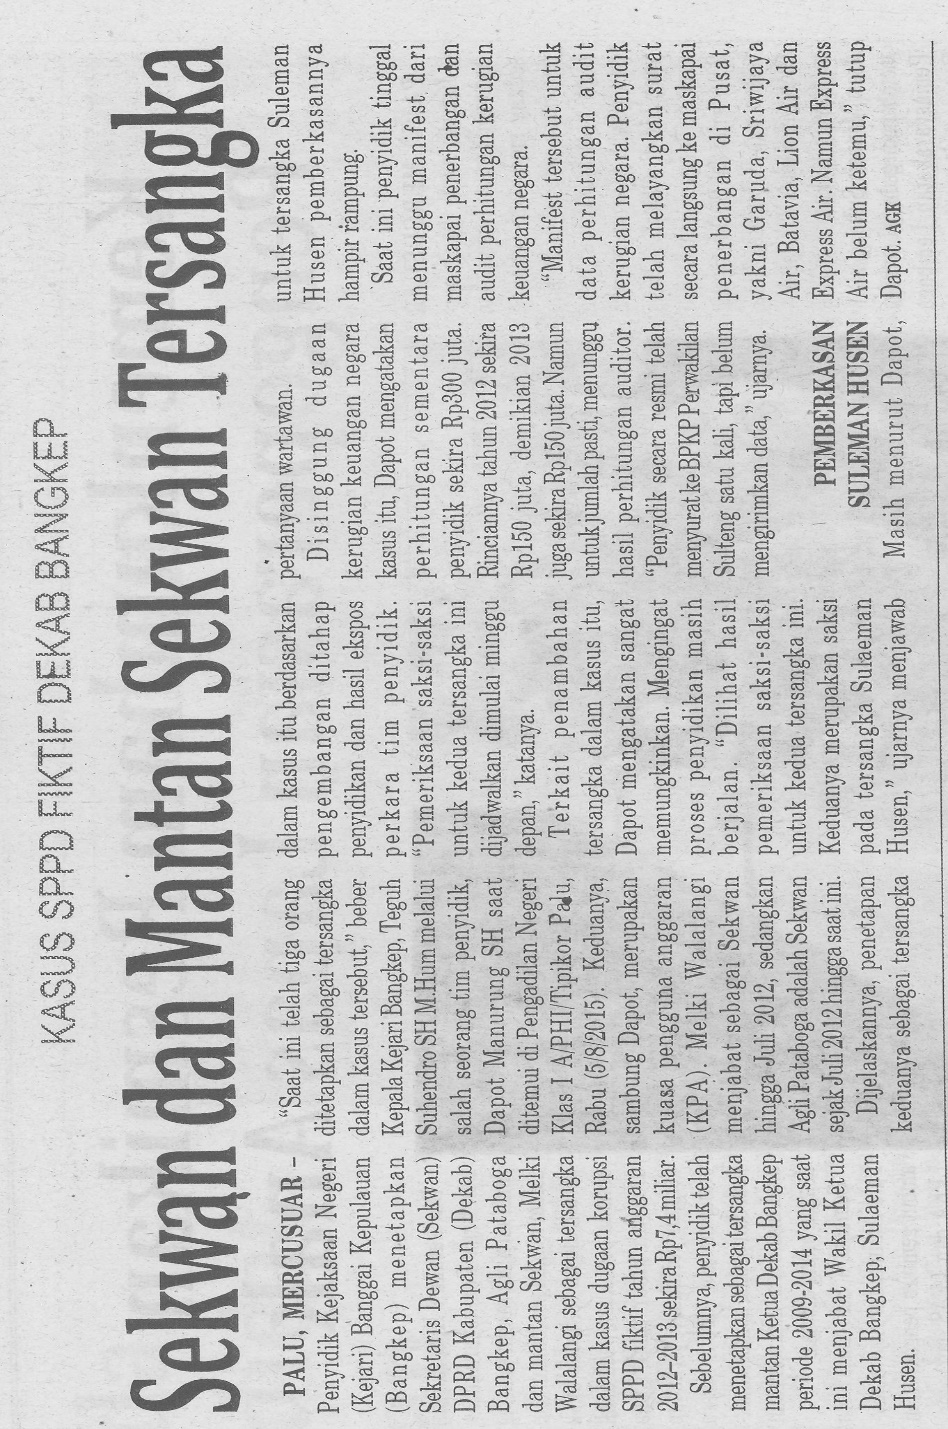 KASUS SPPD FIKTIF DEKAB BANGKEP
Sekwan dan Mantan Sekwan Tersangka
PALU, MERCUSUAR –
Penyidik Kejaksaan Negeri
(Kejari) Banggai Kepulauan
(Bangkep) menetapkan
Sekretaris Dewan (Sekwan)
DPRD Kabupaten (Dekab)
Bangkep, Agli Pataboga
dan mantan Sekwan, Melki
Walalangi sebagai tersangka
dalam kasus dugaan korupsi
SPPD fiktif tahun anggaran
2012–2013 sekira Rp7,4 miliar.
Sebelumnya, penyidik telah
menetapkan sebagai tersangka
mantan Ketua Dekab Bangkep
periode 2009-2014 yang saat
ini menjabat Wakil Ketua
Dekab Bangkep, Sulaeman
Husen.
“Saat ini telah tiga orang
ditetapkan sebagai tersangka
dalam kasus tersebut,” beber
Kepala Kejari Bangkep, Teguh
Suhendro SH M.Hum melalui
salah seorang tim penyidik,
Dapot Manurung SH saat
ditemui di Pengadilan Negeri
Klas I A/PHI/Tipikor Palu,
Rabu (5/8/2015). Keduanya,
sambung Dapot, merupakan
kuasa pengguna anggaran
(KPA). Melki Walalangi
menjabat sebagai Sekwan
hingga Juli 2012, sedangkan
Agli Pataboga adalah Sekwan
sejak Juli 2012 hingga saat ini.
Dijelaskannya, penetapan
keduanya sebagai tersangka
dalam kasus itu berdasarkan
pengembangan ditahap
penyidikan dan hasil ekspos
perkara tim penyidik.
“Pemeriksaan saksi-saksi
untuk kedua tersangka ini
dijadwalkan dimulai minggu
depan,” katanya.
Terkait penambahan
tersangka dalam kasus itu,
Dapot mengatakan sangat
memungkinkan. Mengingat
proses penyidikan masih
berjalan. “Dilihat hasil
pemeriksaan saksi-saksi
untuk kedua tersangka ini.
Keduanya merupakan saksi
pada tersangka Sulaeman
Husen,” ujarnya menjawab
pertanyaan wartawan.
Disinggung dugaan
kerugian keuangan negara
kasus itu, Dapot mengatakan
perhitungan sementara
penyidik sekira Rp300 juta.
Rinciannya tahun 2012 sekira
Rp150 juta, demikian 2013
juga sekira Rp150 juta. Namun
untuk jumlah pasti, menunggu
hasil perhitungan auditor.
“Penyidik secara resmi telah
menyurat ke BPKP Perwakilan
Sulteng satu kali, tapi belum
mengirimkan data,” ujarnya.
PEMBERKASAN
SULEMAN HUSEN
Masih menurut Dapot,
untuk tersangka Suleman
Husen pemberkasannya
hampir rampung.
“Saat ini penyidik tinggal
menunggu manifest dari
maskapai penerbangan dan
audit perhitungan kerugian
keuangan negara.
“Manifest tersebut untuk
data perhitungan audit
kerugian negara. Penyidik
telah melayangkan surat
secara langsung ke maskapai
penerbangan di Pusat,
yakni Garuda, Sriwijaya
Air, Batavia, Lion Air dan
Express Air. Namun Express
Air belum ketemu,” tutup
Dapot. AGK